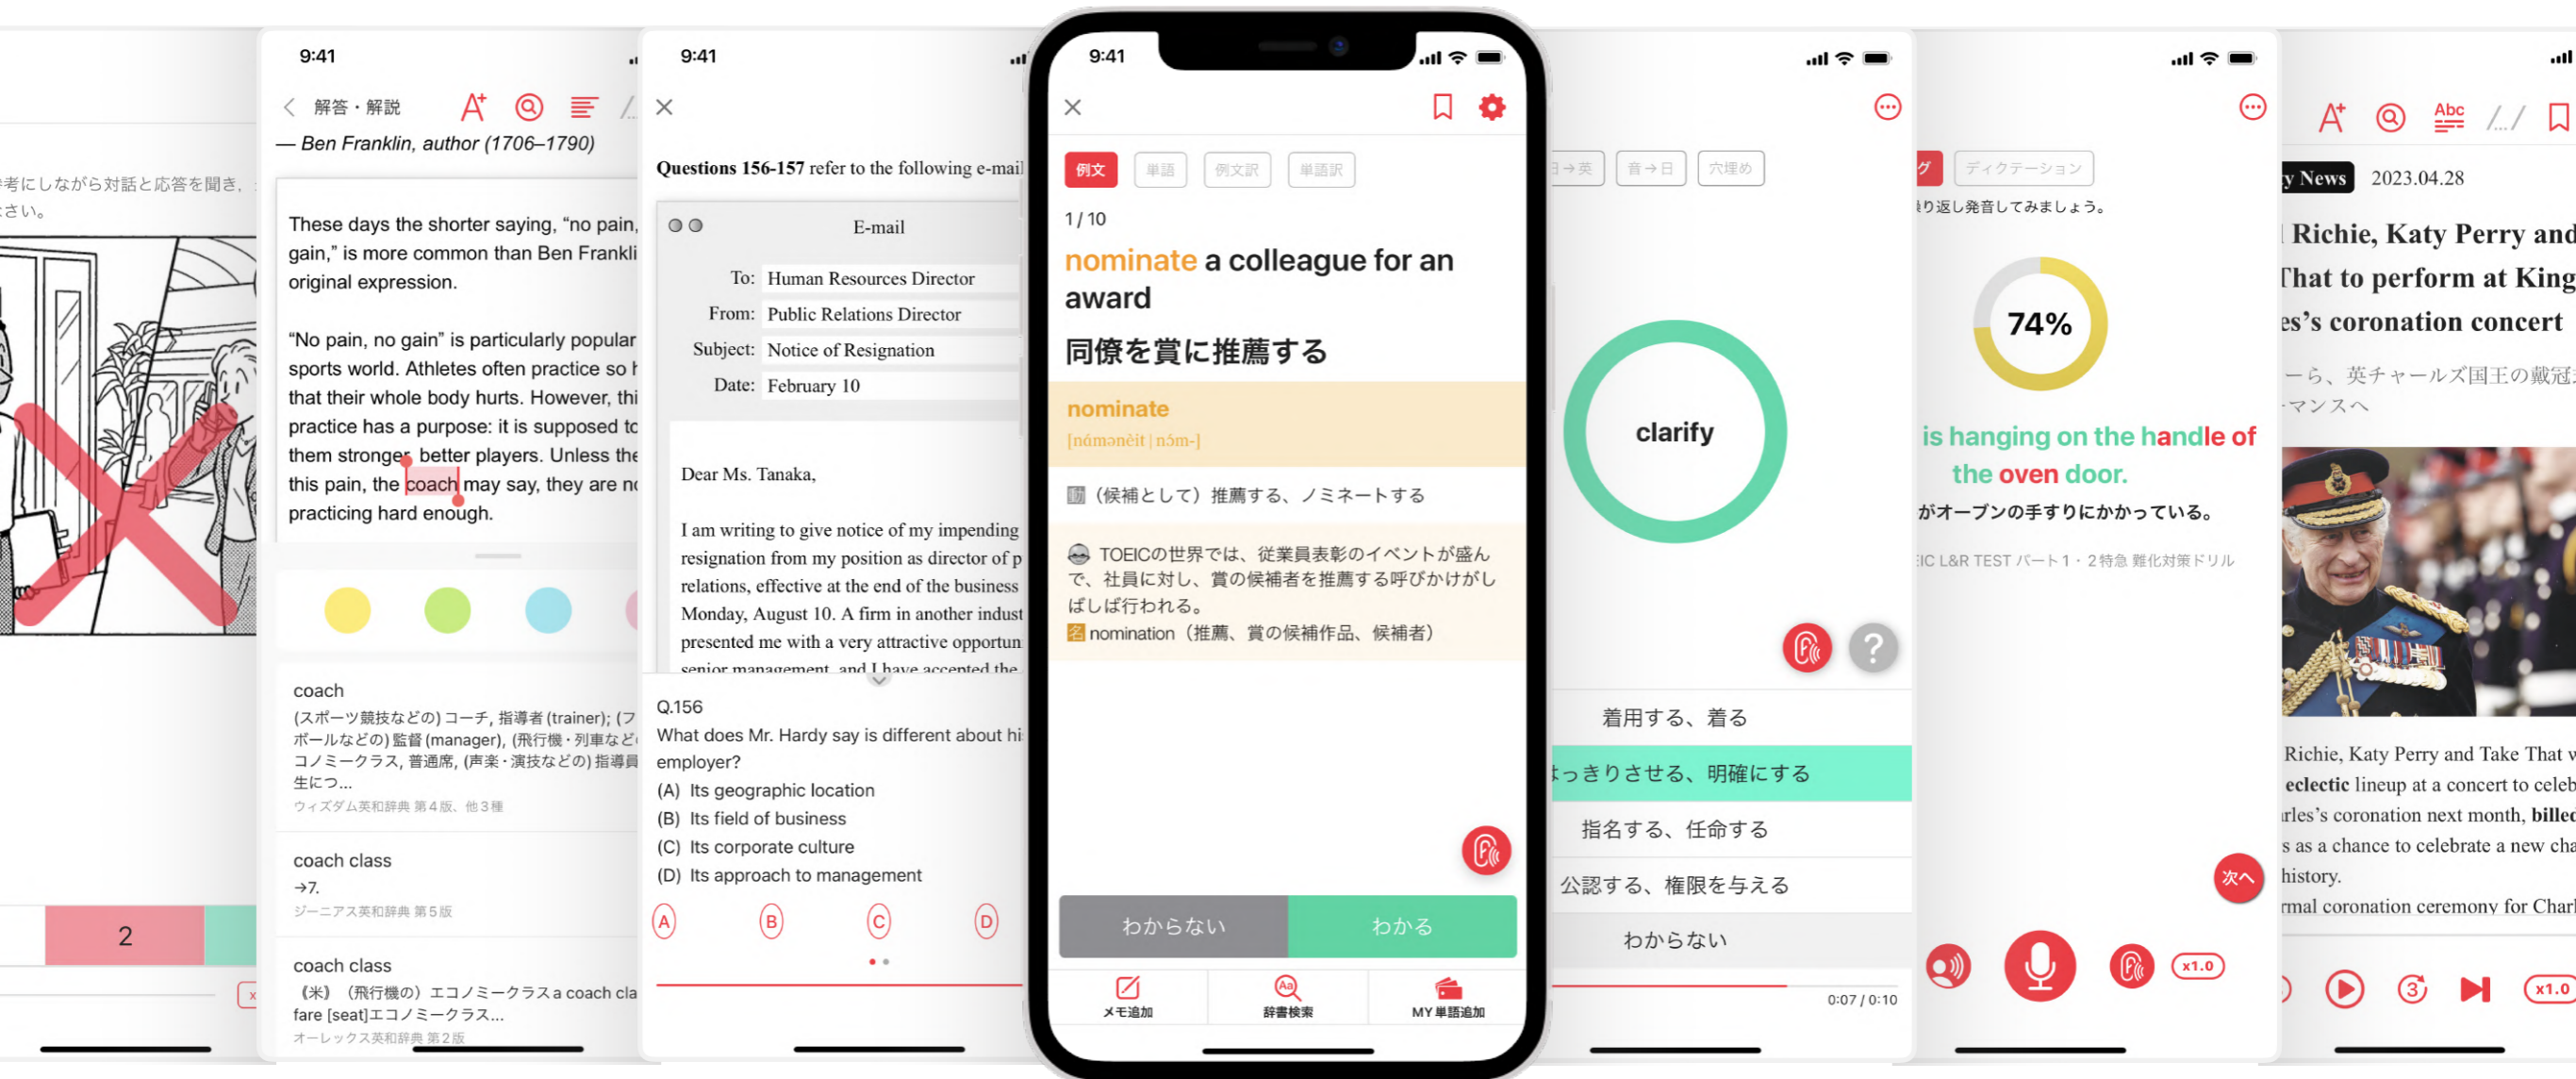 参考にしながら対話と応答を聞き,
さい。
2
x
9:41
解答・解説
A+
— Ben Franklin, author (1706–1790)
These days the shorter saying, “no pain,
gain,” is more common than Ben Frankli
original expression.
“No pain, no gain” is particularly popular
sports world. Athletes often practice so h
that their whole body hurts. However, thi
practice has a purpose: it is supposed to
them stronger, better players. Unless the
this pain, the coach may say, they are no
practicing hard enough.
coach
(スポーツ競技などの)コーチ, 指導者(trainer); (フ
ボールなどの)監督(manager), (飛行機・列車など
コノミークラス, 普通席, (声楽・演技などの)指導員
生につ...
ウィズダム英和辞典 第4版、他3種
coach class
→7.
ジーニアス英和辞典 第5版
coach class
《米》（飛行機の）エコノミークラスa coach cla
fare [seat]エコノミークラス...
オーレックス英和辞典 第2版
9:41
Questions 156-157 refer to the following e-mail
E-mail
To: Human Resources Director
From: Public Relations Director
Subject: Notice of Resignation
Date: February 10
Dear Ms. Tanaka,
I am writing to give notice of my impending
resignation from my position as director of p
relations, effective at the end of the business
Monday, August 10. A firm in another indust
presented me with a very attractive opportun
senior management, and I have accepted the
Q.156
What does Mr. Hardy say is different about his
employer?
(A) Its geographic location
(B) Its field of business
(C) Its corporate culture
(D) Its approach to management
A B C D
9:41
例文 単語 例文訳 単語訳
1 / 10
nominate a colleague for an
award
同僚を賞に推薦する
nominate
[nɑ́mənèit | nɔ́m-]
動（候補として）推薦する、ノミネートする
TOEICの世界では、従業員表彰のイベントが盛ん
で、社員に対し、賞の候補者を推薦する呼びかけがし
ばしば行われる。
名 nomination（推薦、賞の候補作品、候補者）
わからない わかる
メモ追加 辞書検索 MY単語追加
日→英 音→日 穴埋め
clarify
?
着用する、着る
はっきりさせる、明確にする
指名する、任命する
公認する、権限を与える
わからない
0:07 / 0:10
グ ディクテーション
繰り返し発音してみましょう。
74%
is hanging on the handle of
the oven door.
がオーブンの手すりにかかっている。
EIC L&R TEST パート1・2特急 難化対策ドリル
次へ
x1.0
A+ Abc
y News 2023.04.28
l Richie, Katy Perry and
That to perform at King
es’s coronation concert
ーら、英チャールズ国王の戴冠
ーマンスへ
Richie, Katy Perry and Take That w
eclectic lineup at a concert to celeb
rles’s coronation next month, billed
s as a chance to celebrate a new cha
history.
rmal coronation ceremony for Charl
3 x1.0